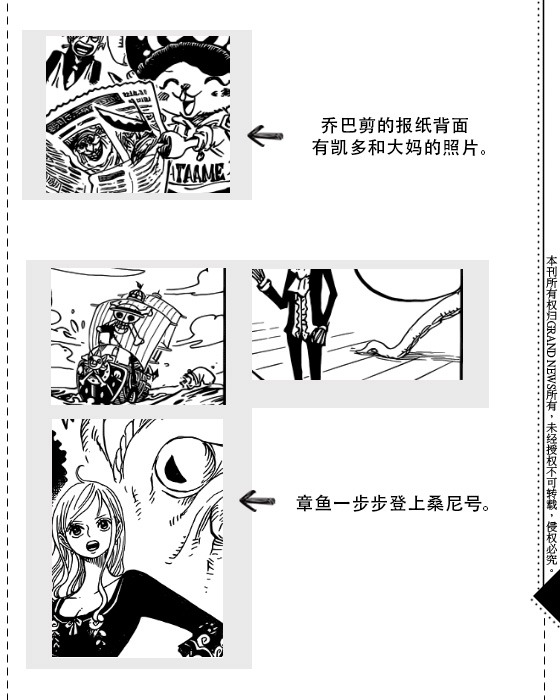 乔巴剪的报纸背面
有凯多和大妈的照片。
TAAME
章鱼一步步登上桑尼号。
本刊所有权归GRAND NEWS所有，未经授权不可转载，侵权必究。